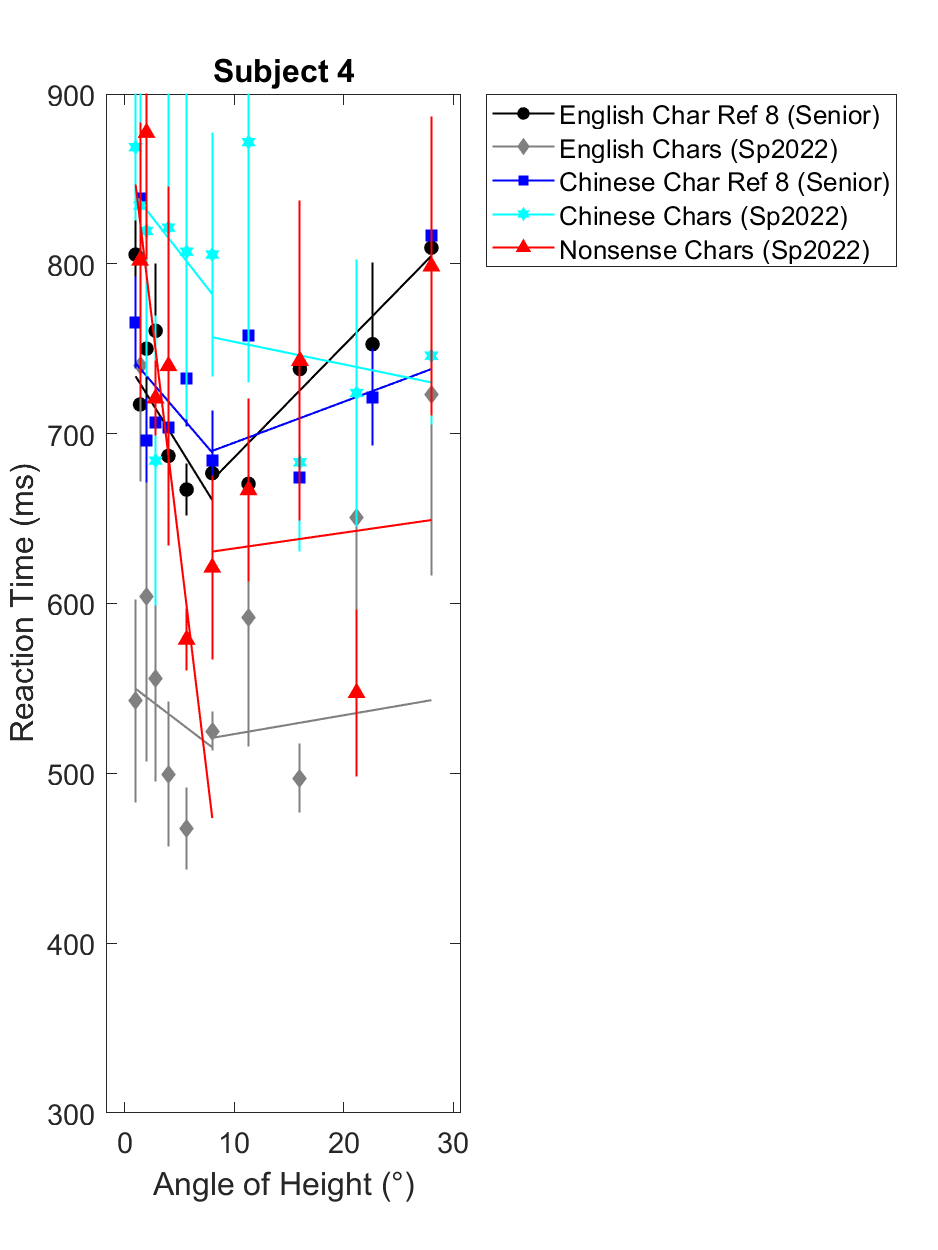 Subject 4
900
800
700
600
500
400
300
0 10 20 30
Reaction Time (ms)
Angle of Height (°)
English Char Ref 8 (Senior)
English Chars (Sp2022)
Chinese Char Ref 8 (Senior)
Chinese Chars (Sp2022)
Nonsense Chars (Sp2022)